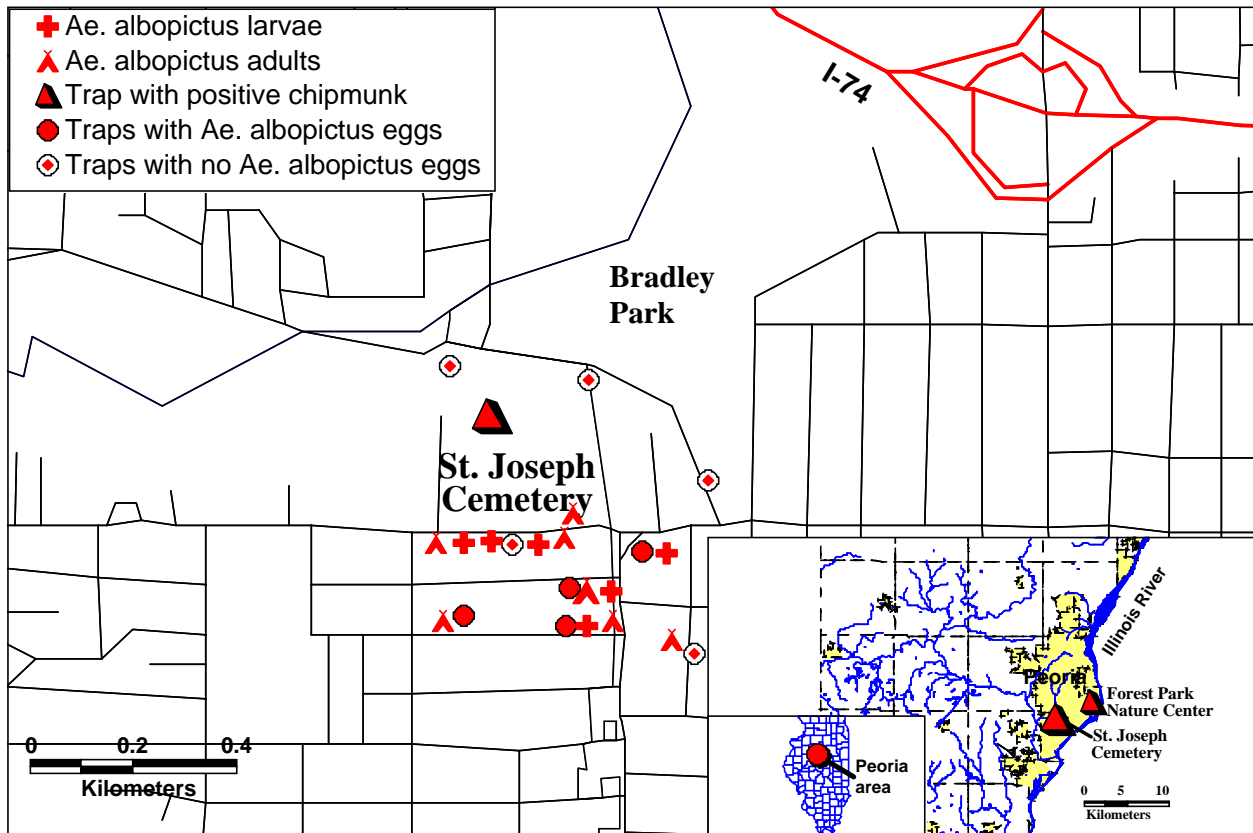 Ae. albopictus larvae
Ae. albopictus adults
Trap with positive chipmunk
Traps with Ae. albopictus eggs
Traps with no Ae. albopictus eggs
I-74
Bradley
Park
St. Joseph
Cemetery
0 0.2 0.4
Kilometers
Illinois River
Peoria
Forest Park
Nature Center
St. Joseph
Cemetery
Peoria
area
0 5 10
Kilometers